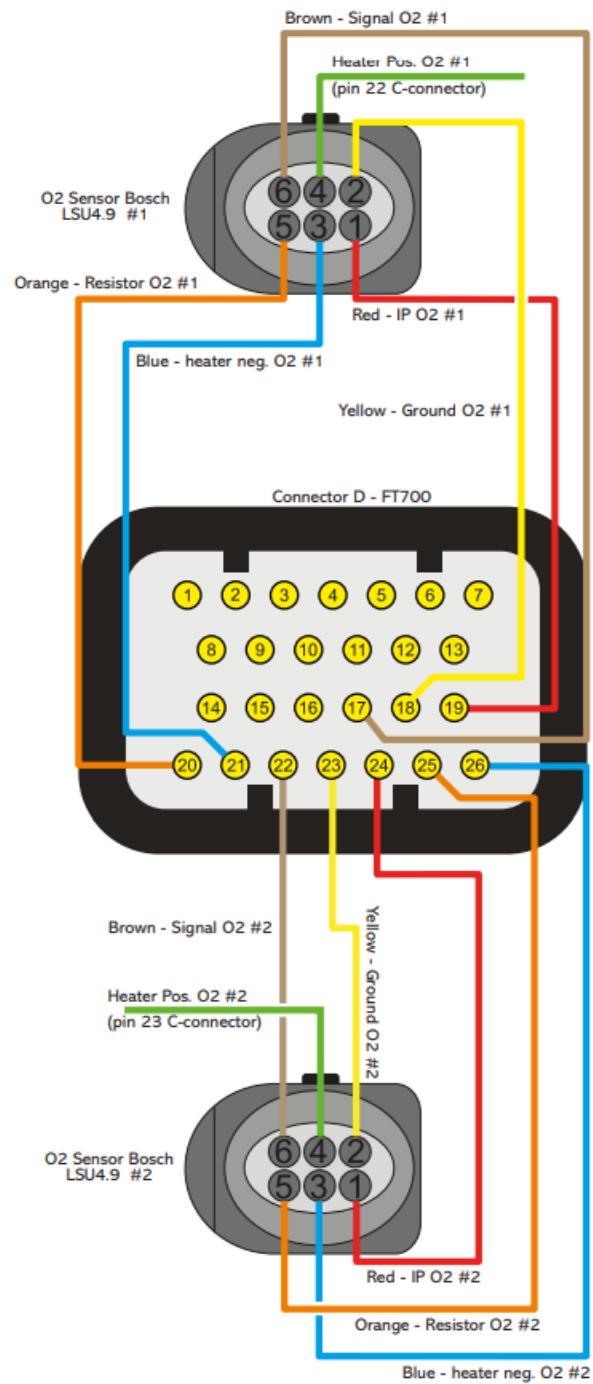 Brown - Signal O2 #1
Heater Pos. O2 #1
(pin 22 C-connector)
6 4 2
5 3 1
O2 Sensor Bosch
LSU4.9 #1
Orange - Resistor O2 #1
Red - IP O2 #1
Blue - heater neg. O2 #1
Yellow - Ground O2 #1
Connector D - FT700
1 2 3 4 5 6 7
8 9 10 11 12 13
14 15 16 17 18 19
20 21 22 23 24 25 26
Brown - Signal O2 #2
Yellow - Ground O2 #2
Heater Pos. O2 #2
(pin 23 C-connector)
6 4 2
5 3 1
O2 Sensor Bosch
LSU4.9 #2
Red - IP O2 #2
Orange - Resistor O2 #2
Blue - heater neg. O2 #2